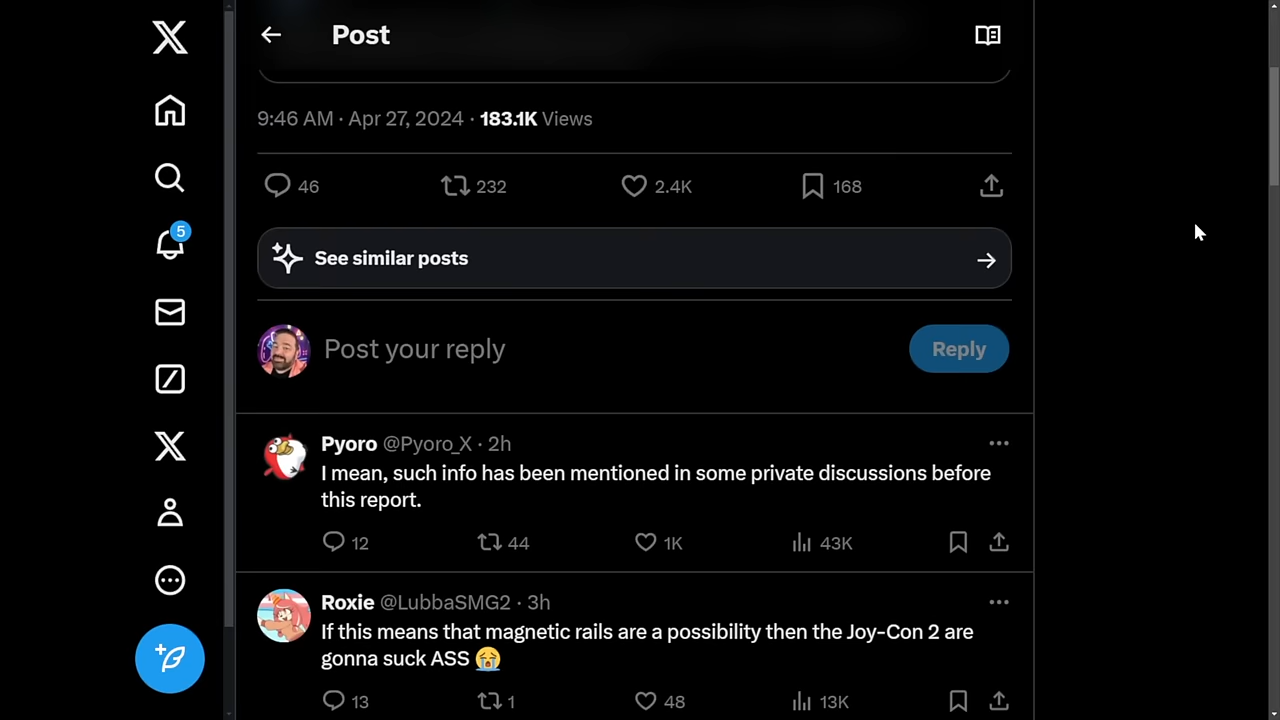 Post
9:46 AM · Apr 27, 2024 · 183.1K Views
46 232 2.4K 168
5
See similar posts
Post your reply
Reply
Pyoro @Pyoro_X · 2h
I mean, such info has been mentioned in some private discussions before
this report.
12 44 1K 43K
Roxie @LubbaSMG2 · 3h
If this means that magnetic rails are a possibility then the Joy-Con 2 are
gonna suck ASS 😭
13 1 48 13K